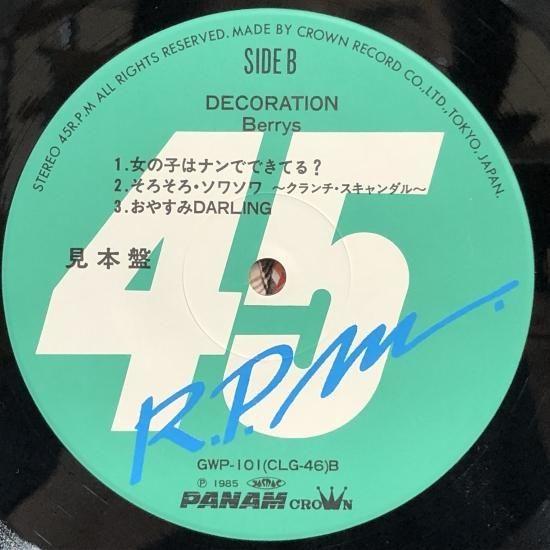 STEREO 45R.P.M ALL RIGHTS RESERVED. MADE BY CROWN RECORD CO.,LTD., TOKYO, JAPAN.
SIDE B
DECORATION
Berrys
1.女の子はナンでできてる?
2.そろそろ・ソワソワ ～クランチ・スキャンダル～
3.おやすみDARLING
見本盤
45
R.P.m.
GWP-101(CLG-46)B
Ⓟ 1985 JASRAC
PANAM CROWN